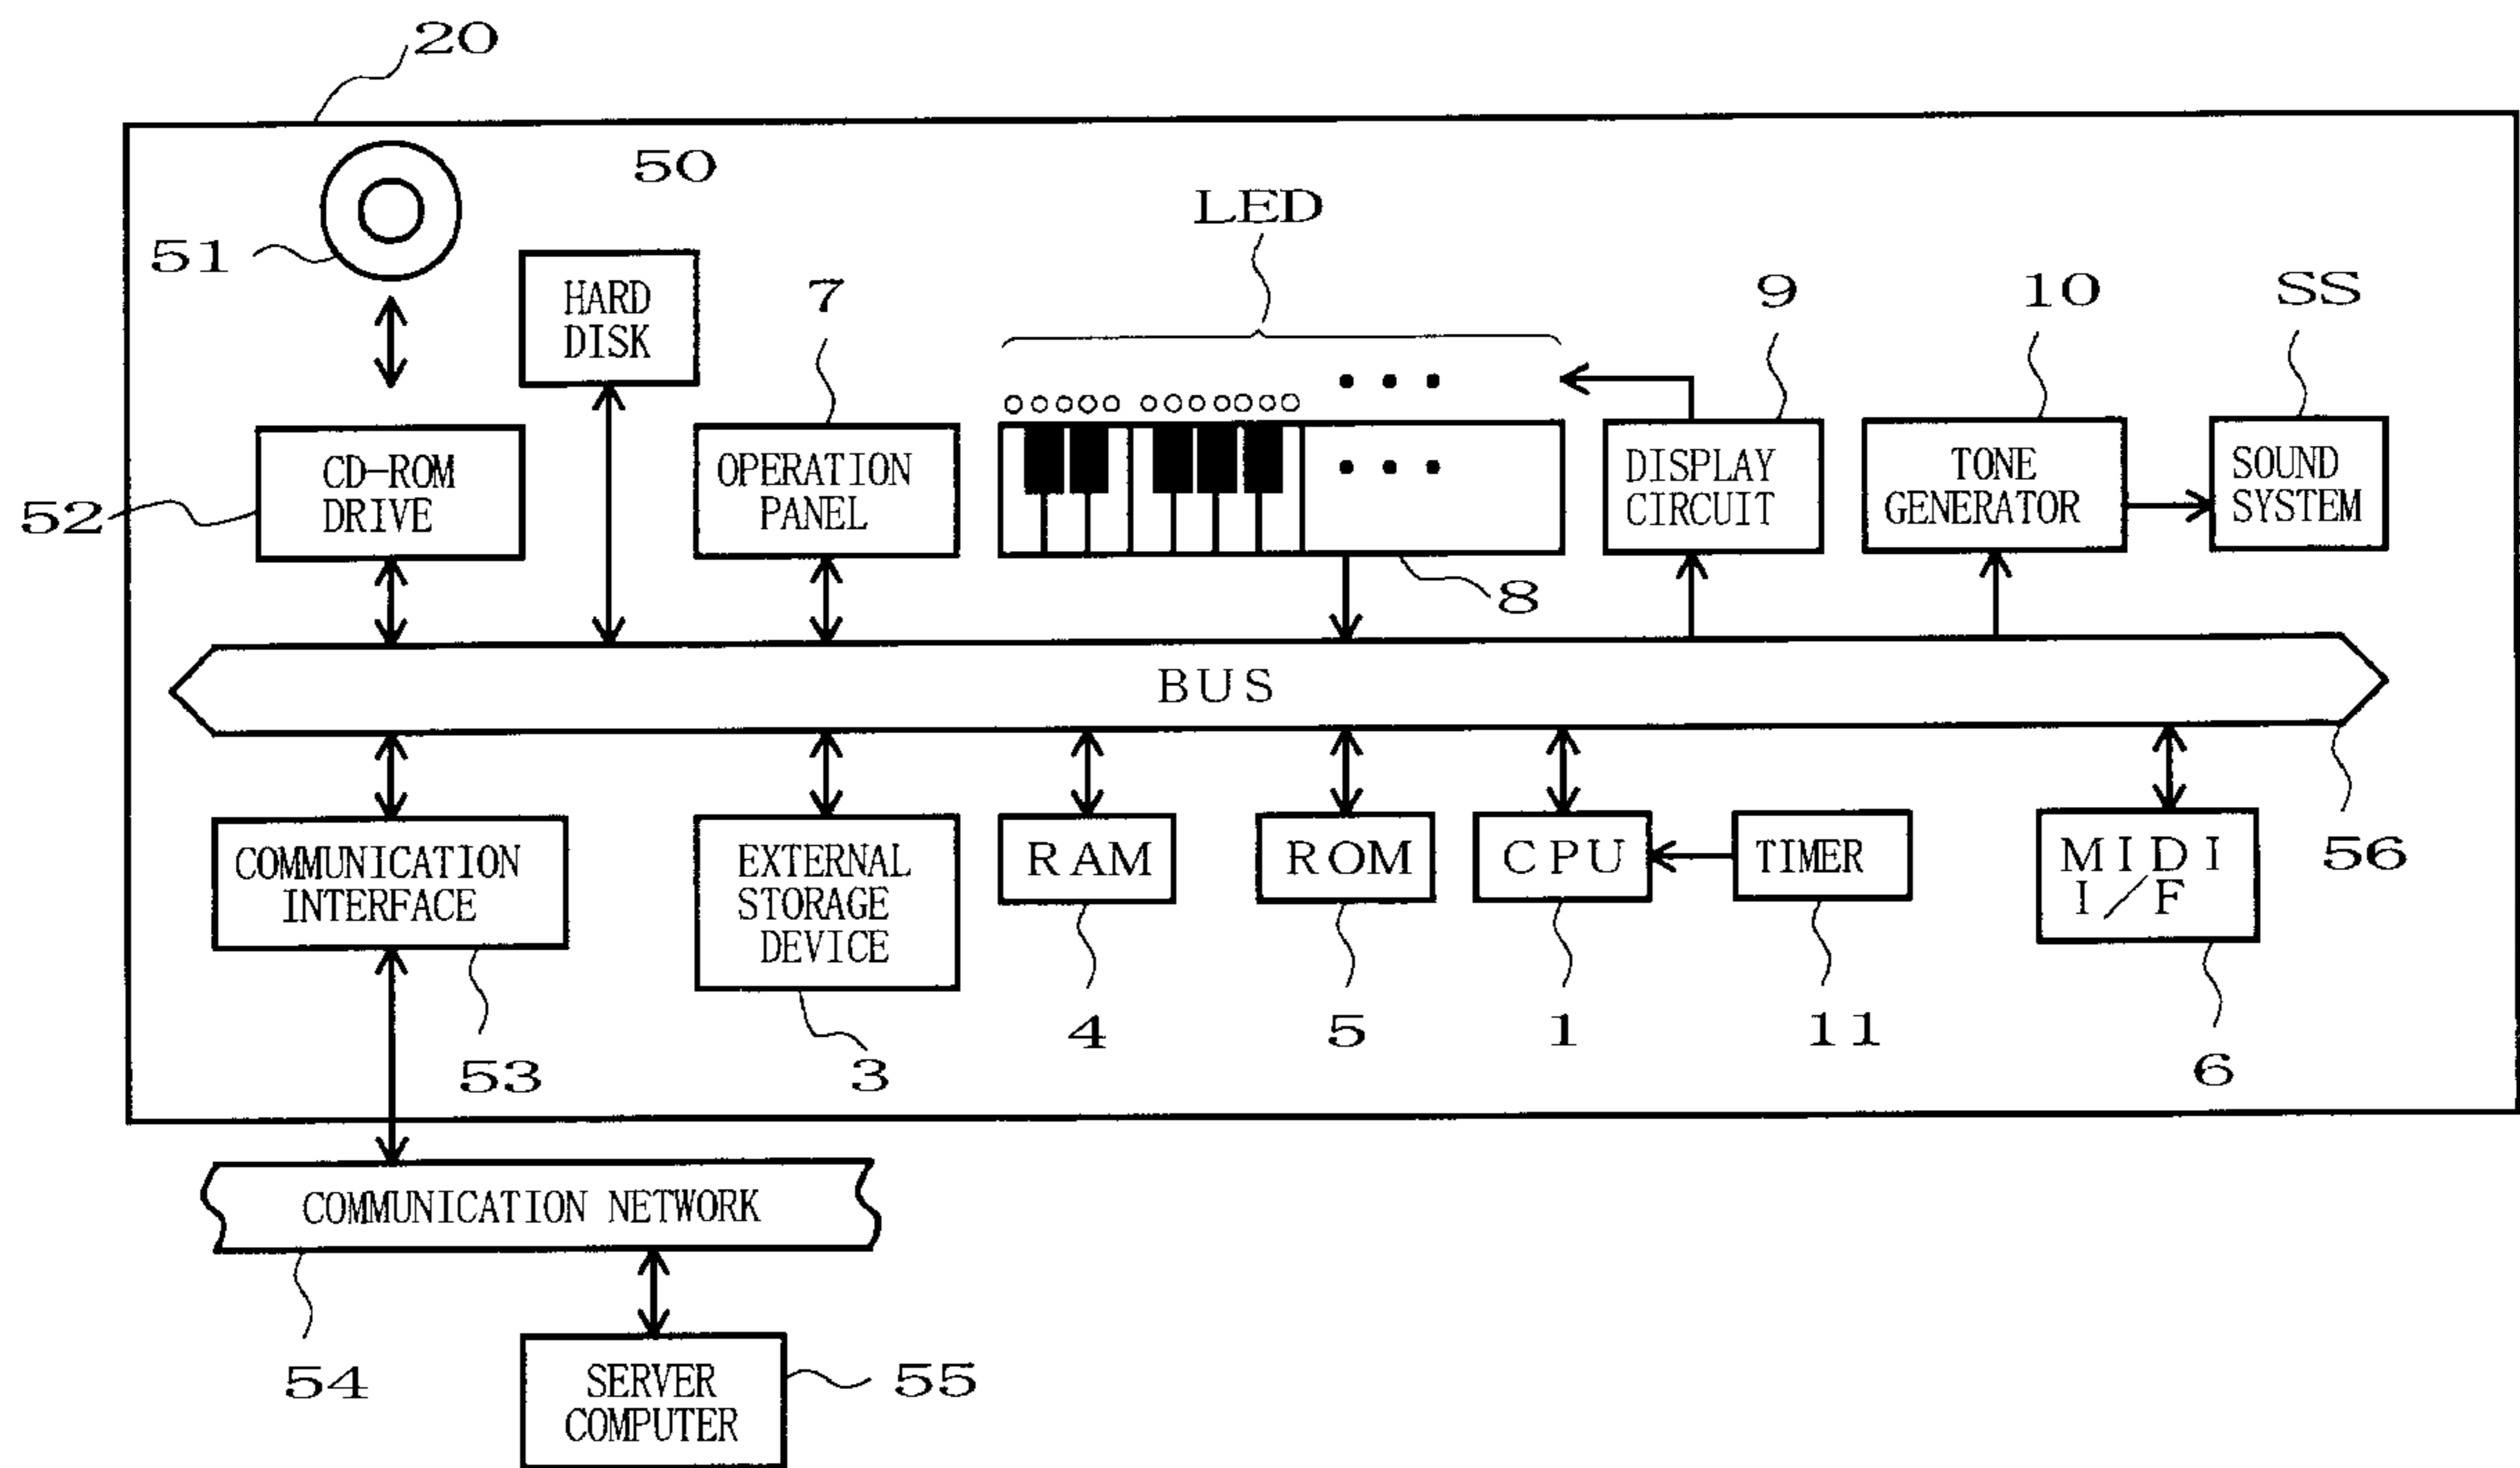 20
50
51
LED
HARD
DISK
7
9
10
SS
CD-ROM
DRIVE
52
OPERATION
PANEL
DISPLAY
CIRCUIT
TONE
GENERATOR
SOUND
SYSTEM
8
BUS
56
COMMUNICATION
INTERFACE
EXTERNAL
STORAGE
DEVICE
RAM
ROM
CPU
TIMER
MIDI
I/F
53
3
4
5
1
11
6
COMMUNICATION NETWORK
54
SERVER
COMPUTER
55